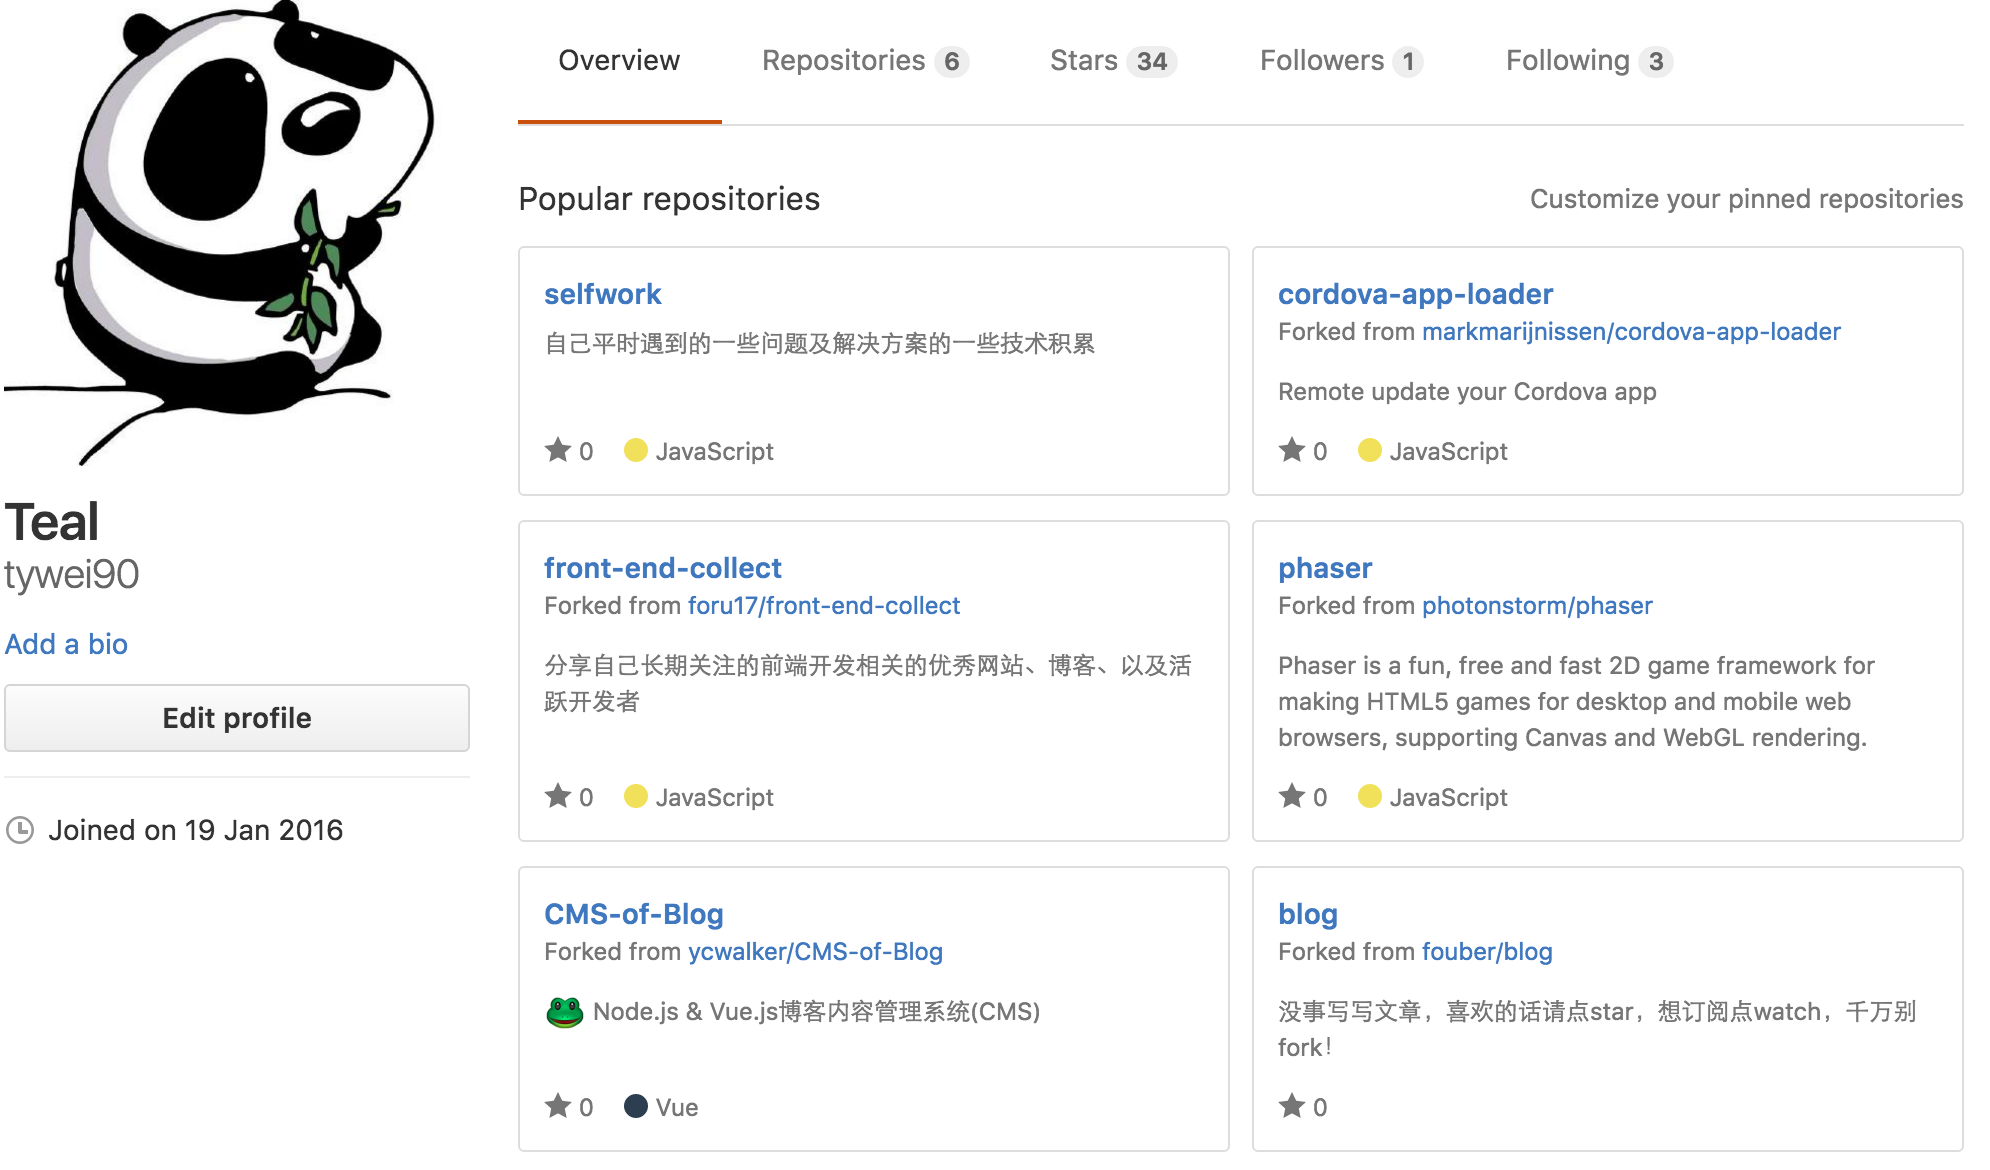 Overview Repositories 6 Stars 34 Followers 1 Following 3
Teal
tywei90
Add a bio
Edit profile
Joined on 19 Jan 2016
Popular repositories
Customize your pinned repositories
selfwork
自己平时遇到的一些问题及解决方案的一些技术积累
0 JavaScript
cordova-app-loader
Forked from markmarijnissen/cordova-app-loader
Remote update your Cordova app
0 JavaScript
front-end-collect
Forked from foru17/front-end-collect
分享自己长期关注的前端开发相关的优秀网站、博客、以及活
跃开发者
0 JavaScript
phaser
Forked from photonstorm/phaser
Phaser is a fun, free and fast 2D game framework for
making HTML5 games for desktop and mobile web
browsers, supporting Canvas and WebGL rendering.
0 JavaScript
CMS-of-Blog
Forked from ycwalker/CMS-of-Blog
🐸 Node.js & Vue.js博客内容管理系统(CMS)
0 Vue
blog
Forked from fouber/blog
没事写写文章，喜欢的话请点star，想订阅点watch，千万别
fork！
0